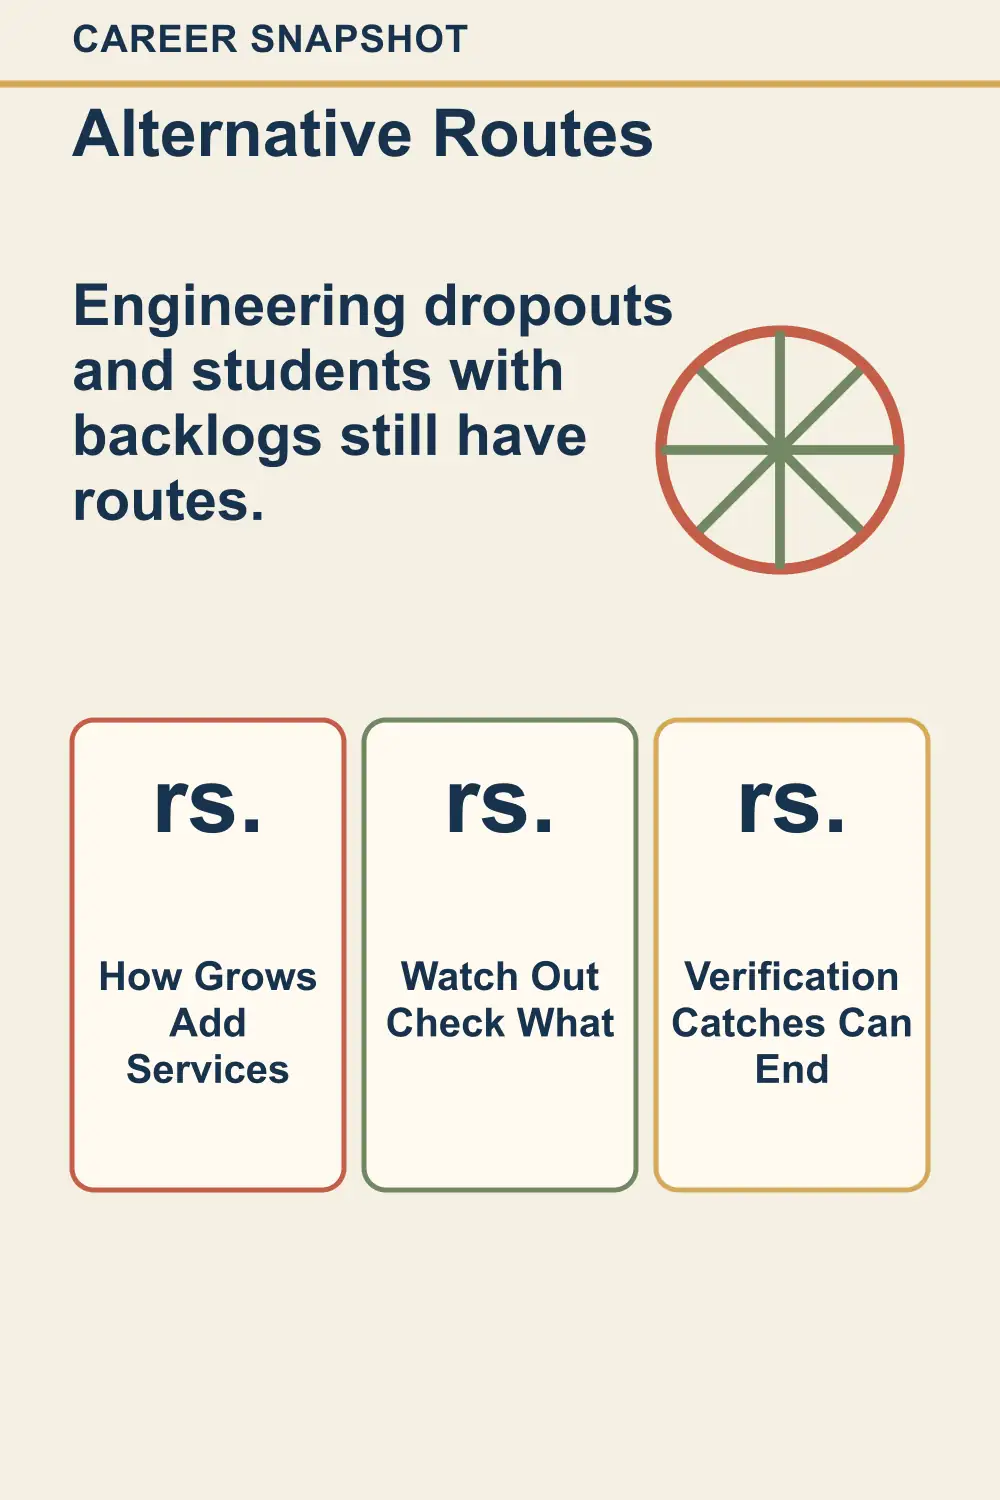 CAREER SNAPSHOT
Alternative Routes
Engineering dropouts
and students with
backlogs still have
routes.
rs.
How Grows
Add
Services
rs.
Watch Out
Check What
rs.
Verification
Catches Can
End